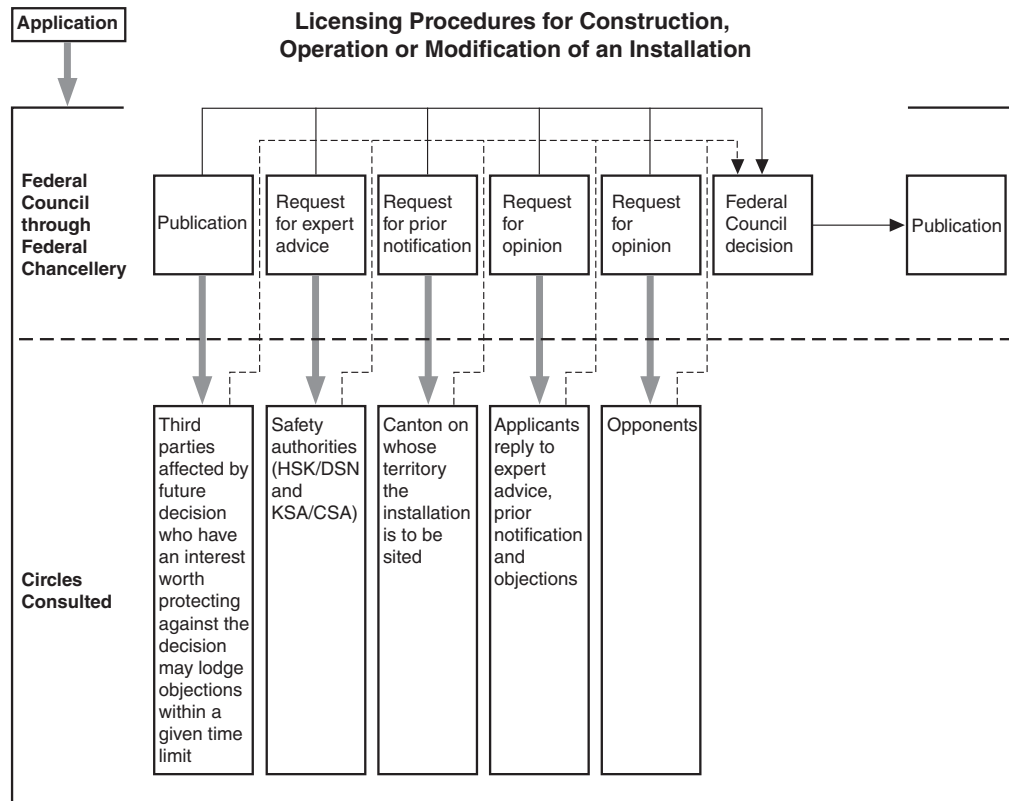 Application
Licensing Procedures for Construction,
Operation or Modification of an Installation
Federal
Council
through
Federal
Chancellery
Publication
Request
for expert
advice
Request
for prior
notification
Request
for
opinion
Request
for
opinion
Federal
Council
decision
Publication
Circles
Consulted
Third
parties
affected by
future
decision
who have
an interest
worth
protecting
against the
decision
may lodge
objections
within a
given time
limit
Safety
authorities
(HSK/DSN
and
KSA/CSA)
Canton on
whose
territory
the
installation
is to be
sited
Applicants
reply to
expert
advice,
prior
notification
and
objections
Opponents